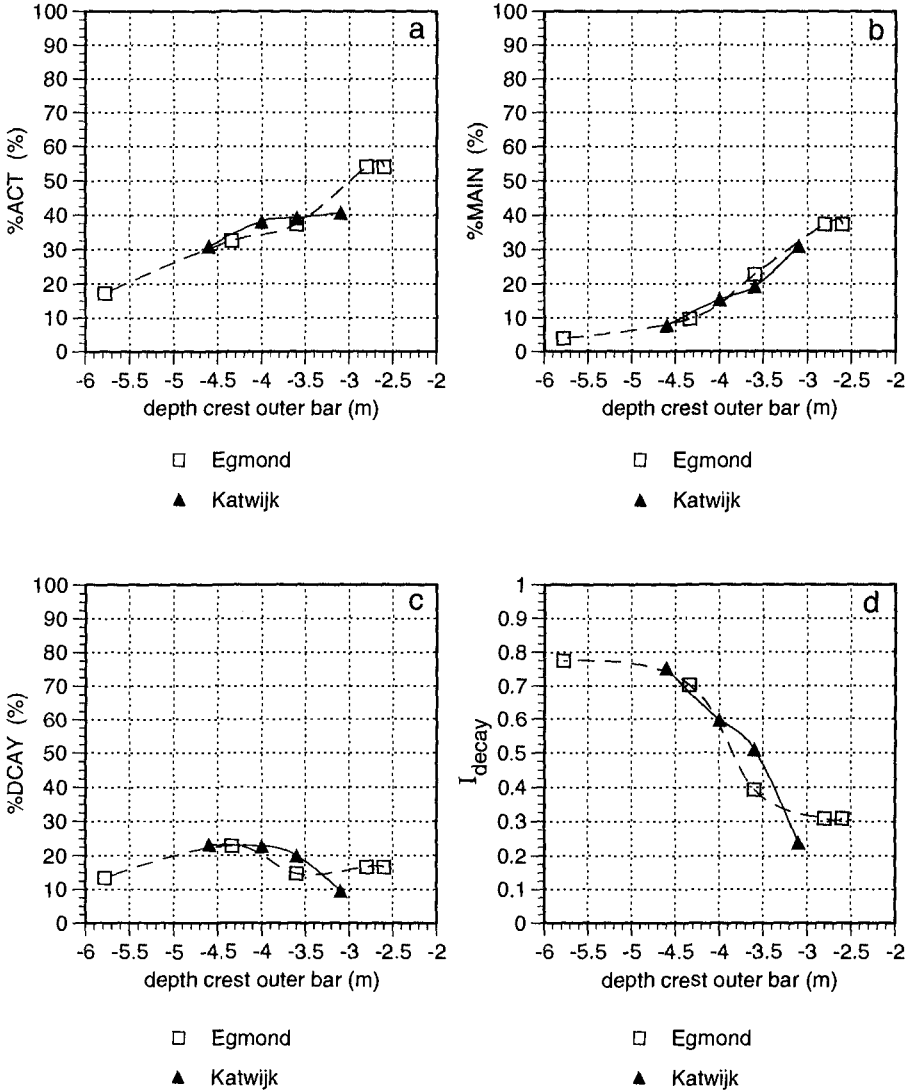 a
100
90
80
70
60
50
40
30
20
10
0
%ACT (%)
-6 -5.5 -5 -4.5 -4 -3.5 -3 -2.5 -2
depth crest outer bar (m)
Egmond
Katwijk
b
100
90
80
70
60
50
40
30
20
10
0
%MAIN (%)
-6 -5.5 -5 -4.5 -4 -3.5 -3 -2.5 -2
depth crest outer bar (m)
Egmond
Katwijk
c
100
90
80
70
60
50
40
30
20
10
0
%DCAY (%)
-6 -5.5 -5 -4.5 -4 -3.5 -3 -2.5 -2
depth crest outer bar (m)
Egmond
Katwijk
d
1
0.9
0.8
0.7
0.6
0.5
0.4
0.3
0.2
0.1
0
I decay
-6 -5.5 -5 -4.5 -4 -3.5 -3 -2.5 -2
depth crest outer bar (m)
Egmond
Katwijk